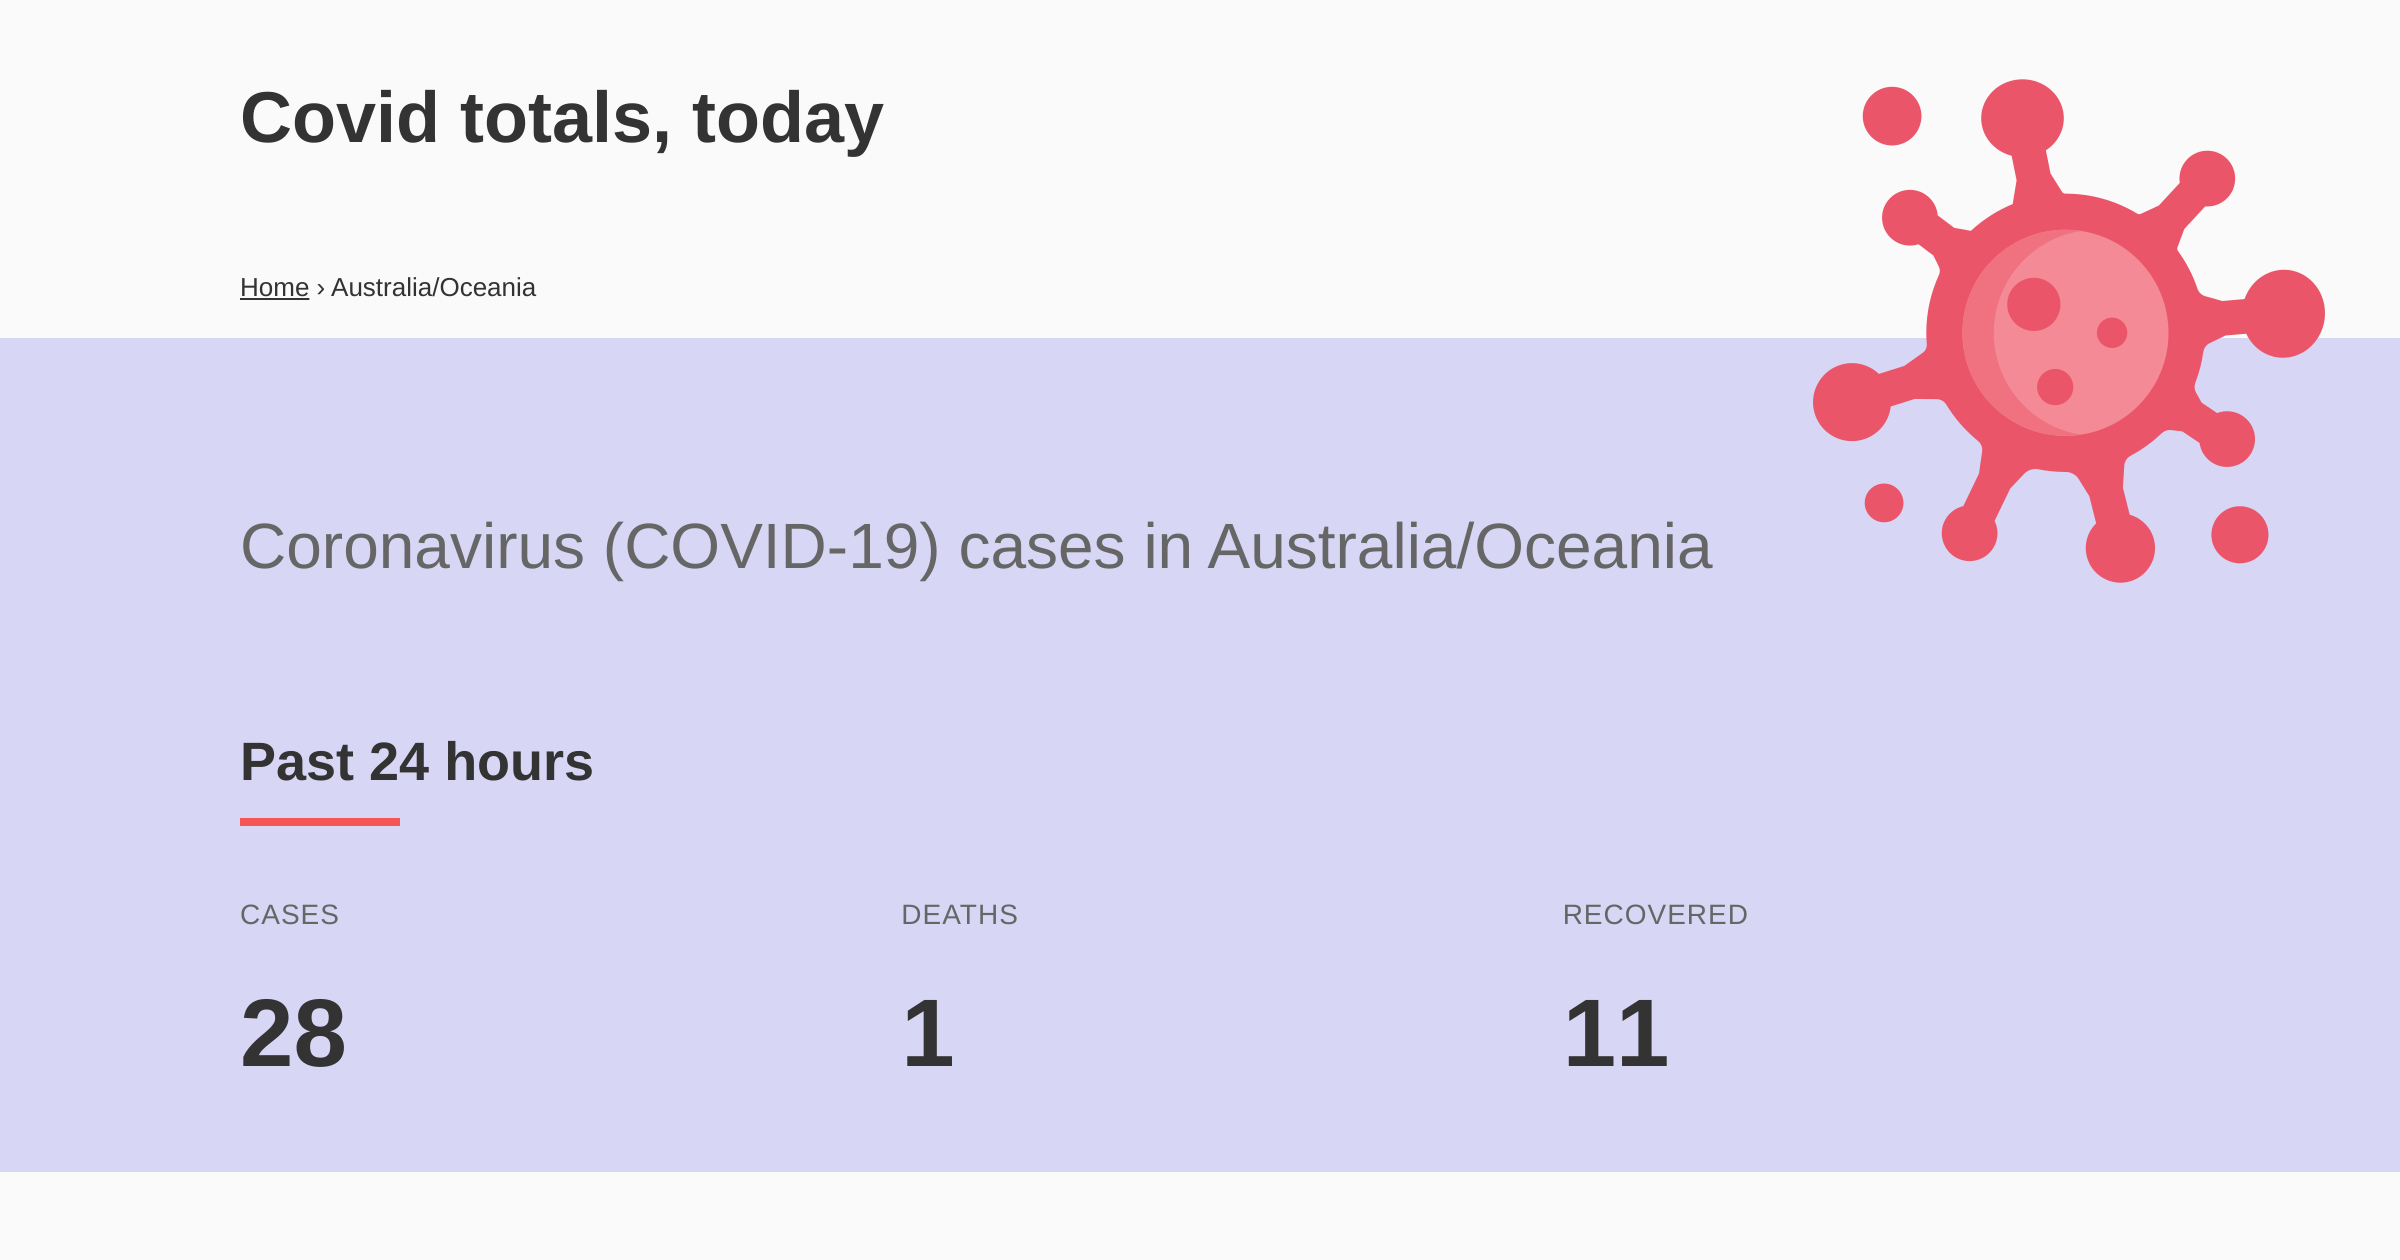 Covid totals, today
Home › Australia/Oceania
Coronavirus (COVID-19) cases in Australia/Oceania
Past 24 hours
CASES DEATHS RECOVERED
28 1 11